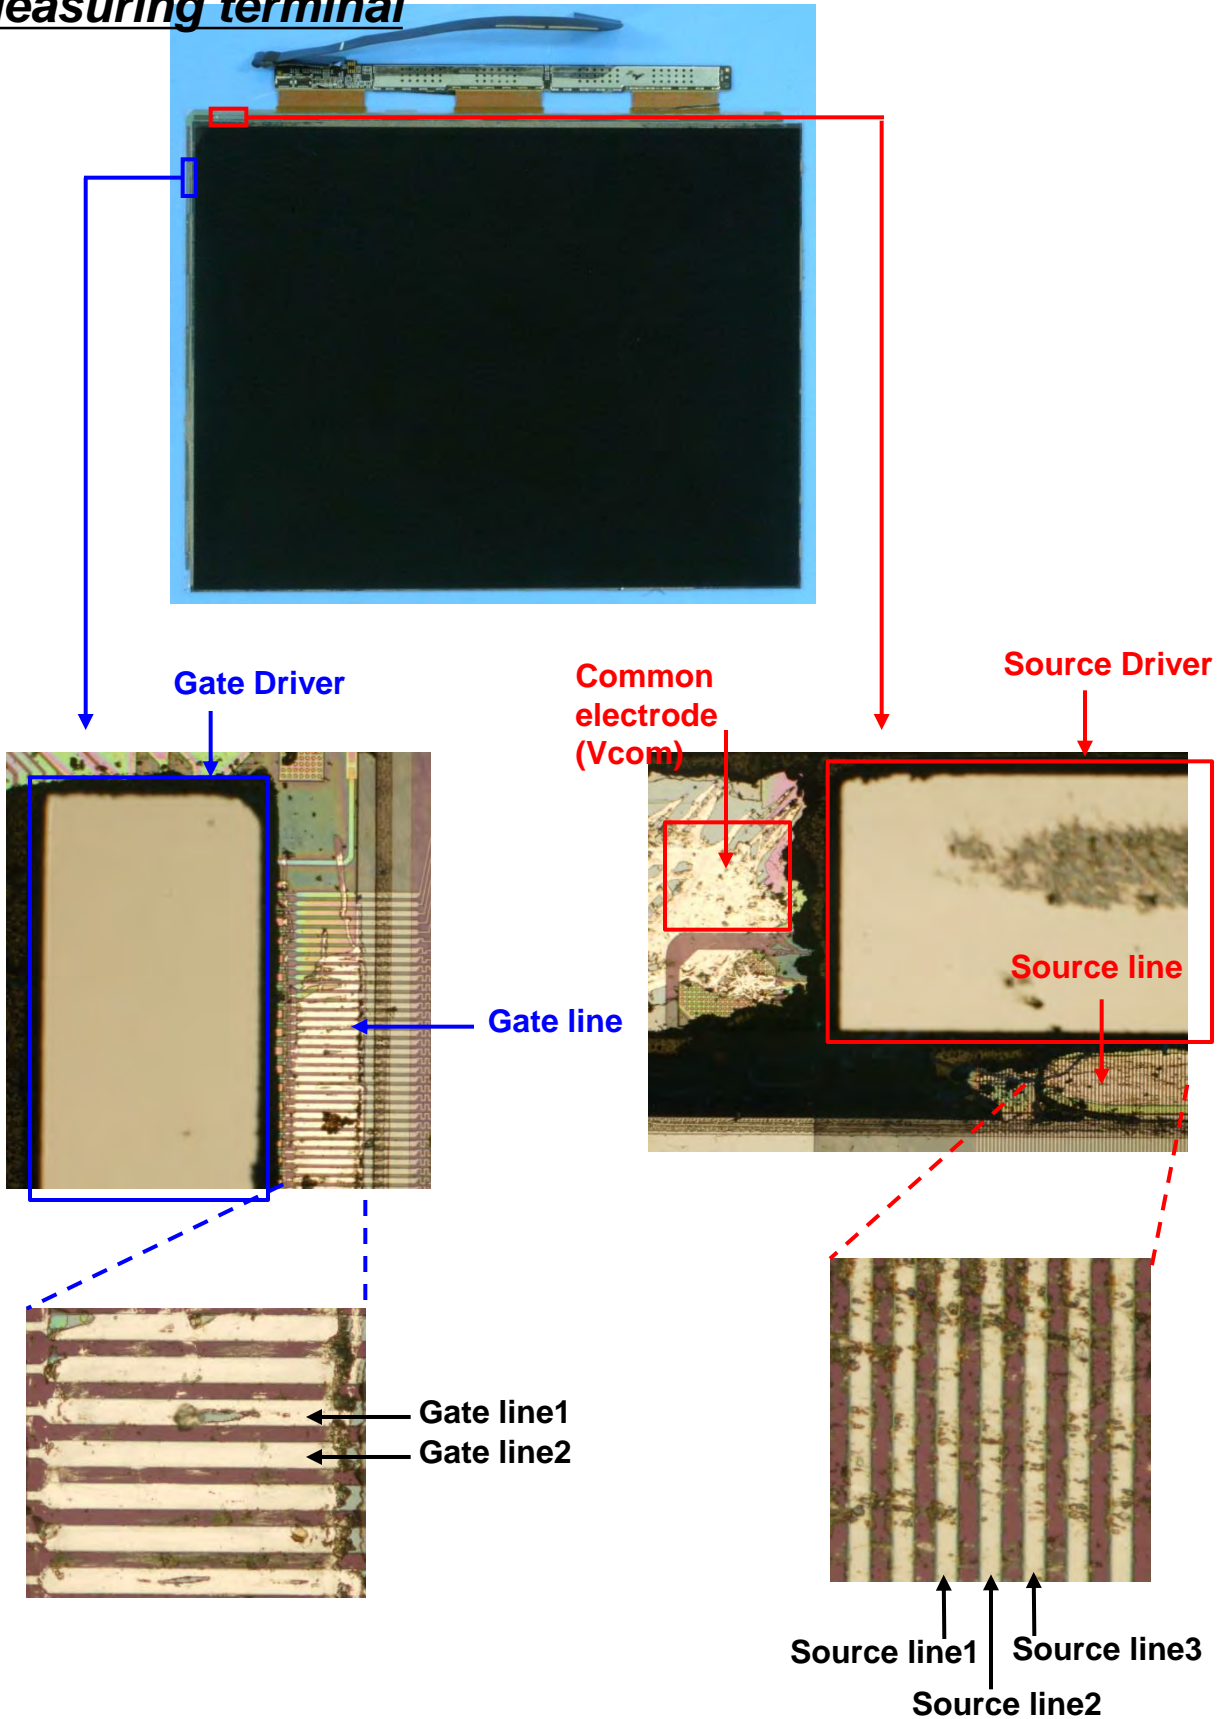 terminal
Gate Driver
Common
electrode
(Vcom)
Source Driver
Gate line
Source line
Gate line1
Gate line2
Source line1
Source line3
Source line2